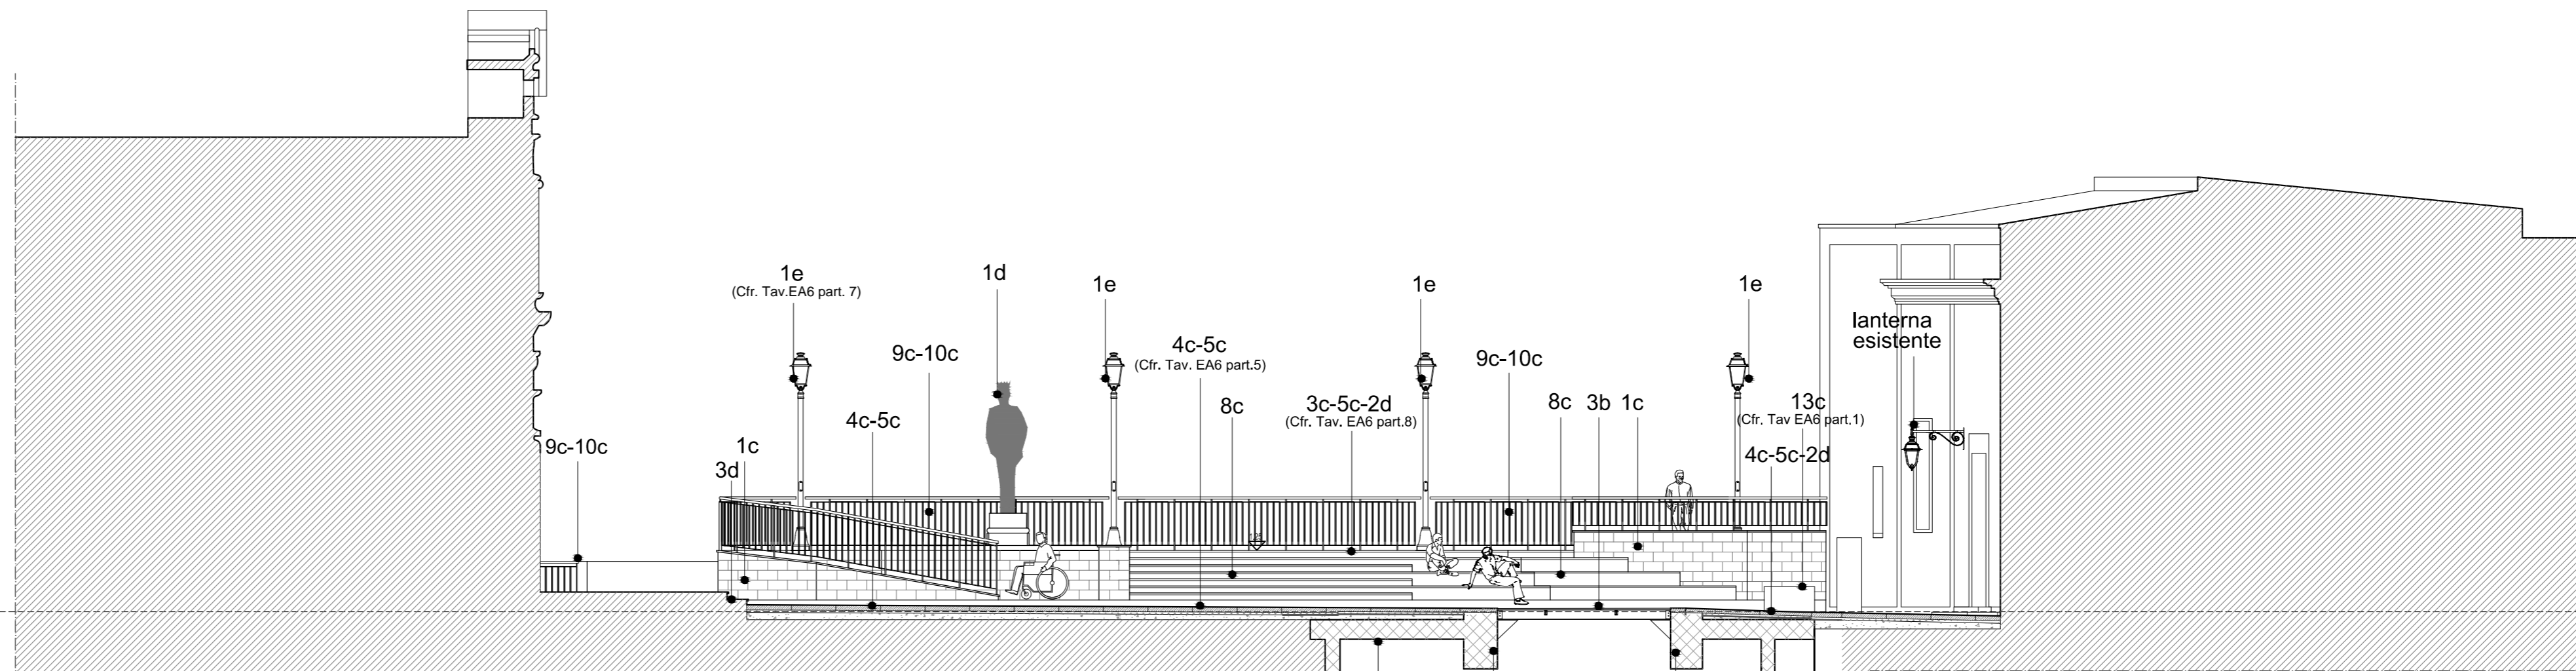 1e
(Cfr. Tav.EA6 part. 7)
1d
1e
1e
1e
lanterna
esistente
9c-10c
4c-5c
(Cfr. Tav. EA6 part.5)
9c-10c
4c-5c
8c
3c-5c-2d
(Cfr. Tav. EA6 part.8)
8c
3b
1c
13c
(Cfr. Tav EA6 part.1)
9c-10c
1c
3d
4c-5c-2d